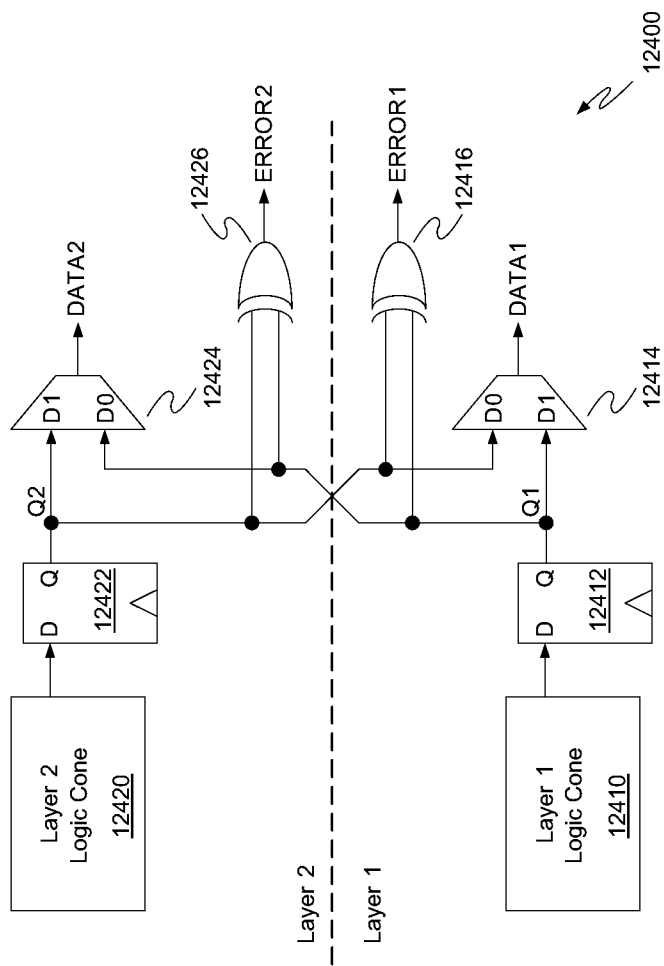 Layer 2
Logic Cone
12420
D
Q
12422
Q2
D1
D0
12424
DATA2
12426
ERROR2
Layer 2
Layer 1
ERROR1
12416
Layer 1
Logic Cone
12410
D
Q
12412
Q1
D0
D1
12414
DATA1
12400